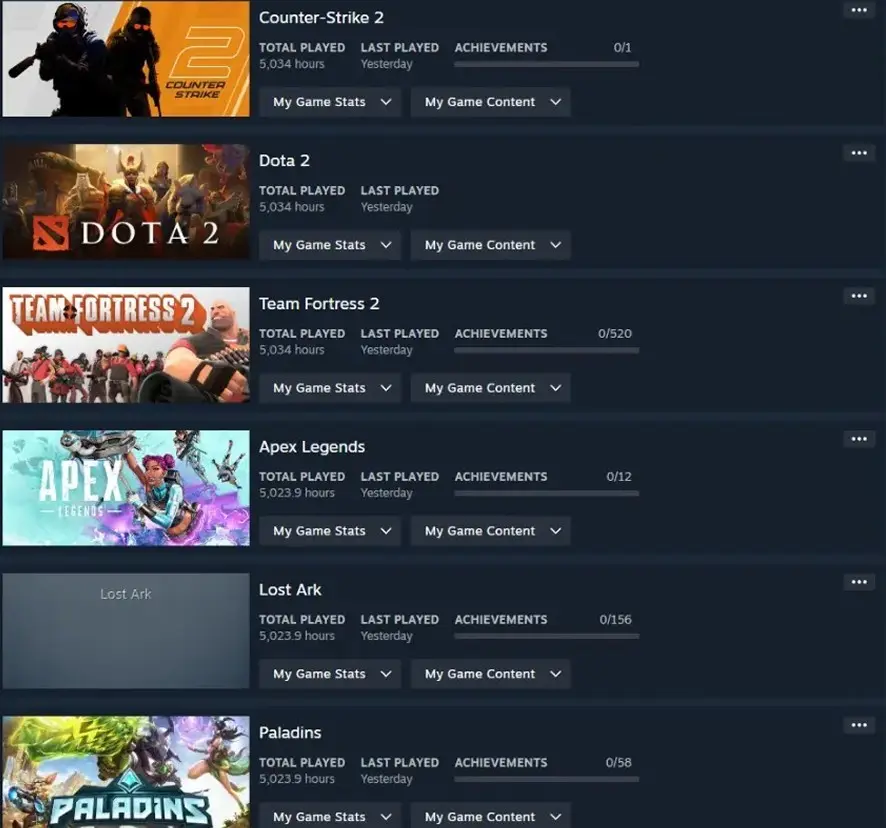 Counter-Strike 2
TOTAL PLAYED LAST PLAYED ACHIEVEMENTS 0/1
5,034 hours Yesterday
2
COUNTER
STRIKE
My Game Stats My Game Content
Dota 2
TOTAL PLAYED LAST PLAYED
5,034 hours Yesterday
DOTA 2
My Game Stats My Game Content
TEAM FORTRESS 2
Team Fortress 2
TOTAL PLAYED LAST PLAYED ACHIEVEMENTS 0/520
5,034 hours Yesterday
My Game Stats My Game Content
Apex Legends
TOTAL PLAYED LAST PLAYED ACHIEVEMENTS 0/12
5,023.9 hours Yesterday
APEX
LEGENDS
My Game Stats My Game Content
Lost Ark
Lost Ark
TOTAL PLAYED LAST PLAYED ACHIEVEMENTS 0/156
5,023.9 hours Yesterday
My Game Stats My Game Content
Paladins
TOTAL PLAYED LAST PLAYED ACHIEVEMENTS 0/58
5,023.9 hours Yesterday
PALADINS
My Game Stats My Game Content